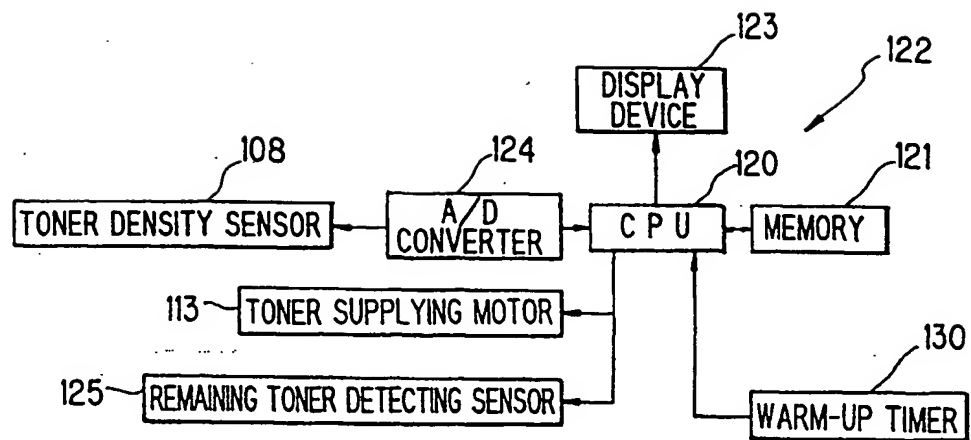 123
DISPLAY
DEVICE
122
124
120
121
108
TONER DENSITY SENSOR
A/D
CONVERTER
CPU
MEMORY
113
TONER SUPPLYING MOTOR
130
125
REMAINING TONER DETECTING SENSOR
WARM-UP TIMER